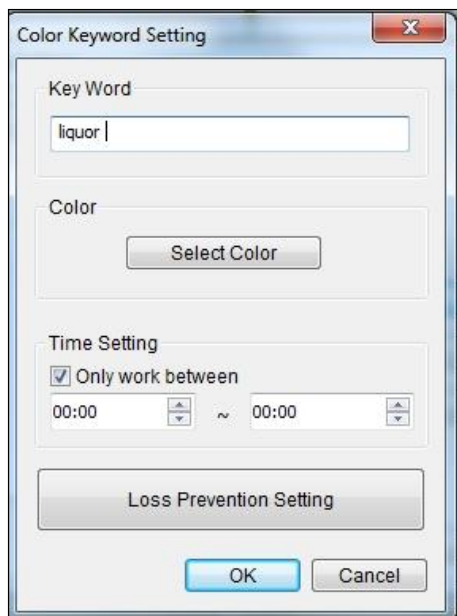 Color Keyword Setting
Key Word
liquor
Color
Select Color
Time Setting
Only work between
00:00 ~ 00:00
Loss Prevention Setting
OK Cancel